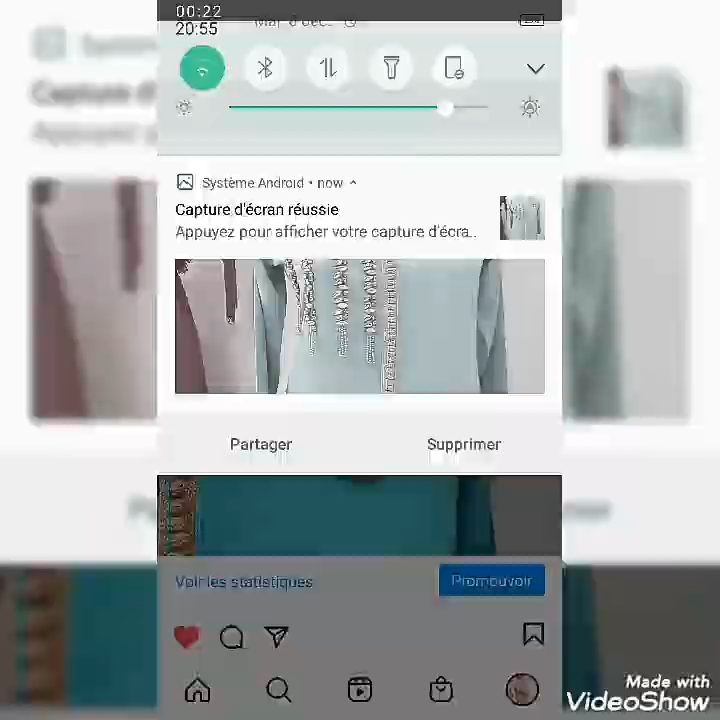 00:22
20:55
Système Android • now
Capture d'écran réussie
Appuyez pour afficher votre capture d'écra..
Partager
Supprimer
Voir les statistiques
Promouvoir
Made with
VideoShow